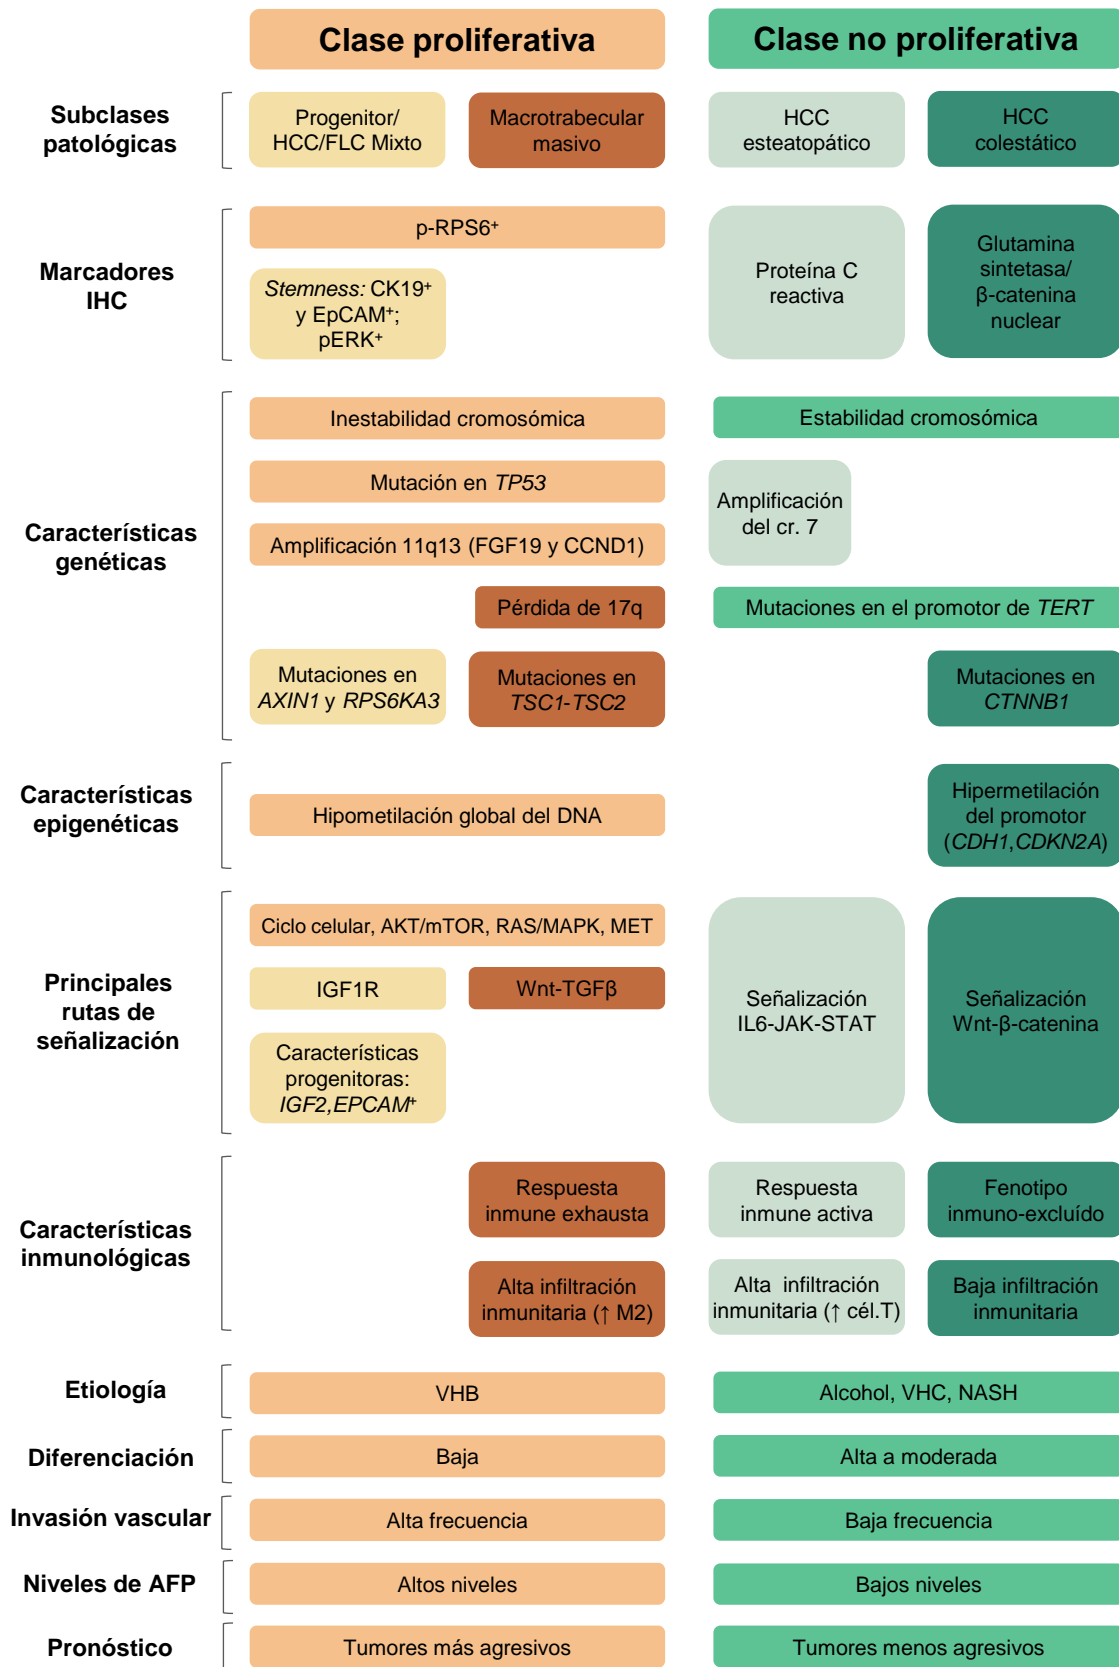 Clase proliferativa
Clase no proliferativa
Subclases
patológicas
Progenitor/
HCC/FLC Mixto
Macrotrabecular
masivo
HCC
esteatopático
HCC
colestático
Marcadores
IHC
p-RPS6⁺
Stemness: CK19⁺
y EpCAM⁺;
pERK⁺
Proteína C
reactiva
Glutamina
sintetasa/
β-catenina
nuclear
Características
genéticas
Inestabilidad cromosómica
Estabilidad cromosómica
Mutación en TP53
Amplificación
del cr. 7
Amplificación 11q13 (FGF19 y CCND1)
Pérdida de 17q
Mutaciones en el promotor de TERT
Mutaciones en
AXIN1 y RPS6KA3
Mutaciones en
TSC1-TSC2
Mutaciones en
CTNNB1
Características
epigenéticas
Hipometilación global del DNA
Hipermetilación
del promotor
(CDH1,CDKN2A)
Principales
rutas de
señalización
Ciclo celular, AKT/mTOR, RAS/MAPK, MET
IGF1R
Wnt-TGFβ
Características
progenitoras:
IGF2,EPCAM⁺
Señalización
IL6-JAK-STAT
Señalización
Wnt-β-catenina
Características
inmunológicas
Respuesta
inmune exhausta
Respuesta
inmune activa
Fenotipo
inmuno-excluído
Alta infiltración
inmunitaria (↑ M2)
Alta infiltración
inmunitaria (↑ cél.T)
Baja infiltración
inmunitaria
Etiología
VHB
Alcohol, VHC, NASH
Diferenciación
Baja
Alta a moderada
Invasión vascular
Alta frecuencia
Baja frecuencia
Niveles de AFP
Altos niveles
Bajos niveles
Pronóstico
Tumores más agresivos
Tumores menos agresivos